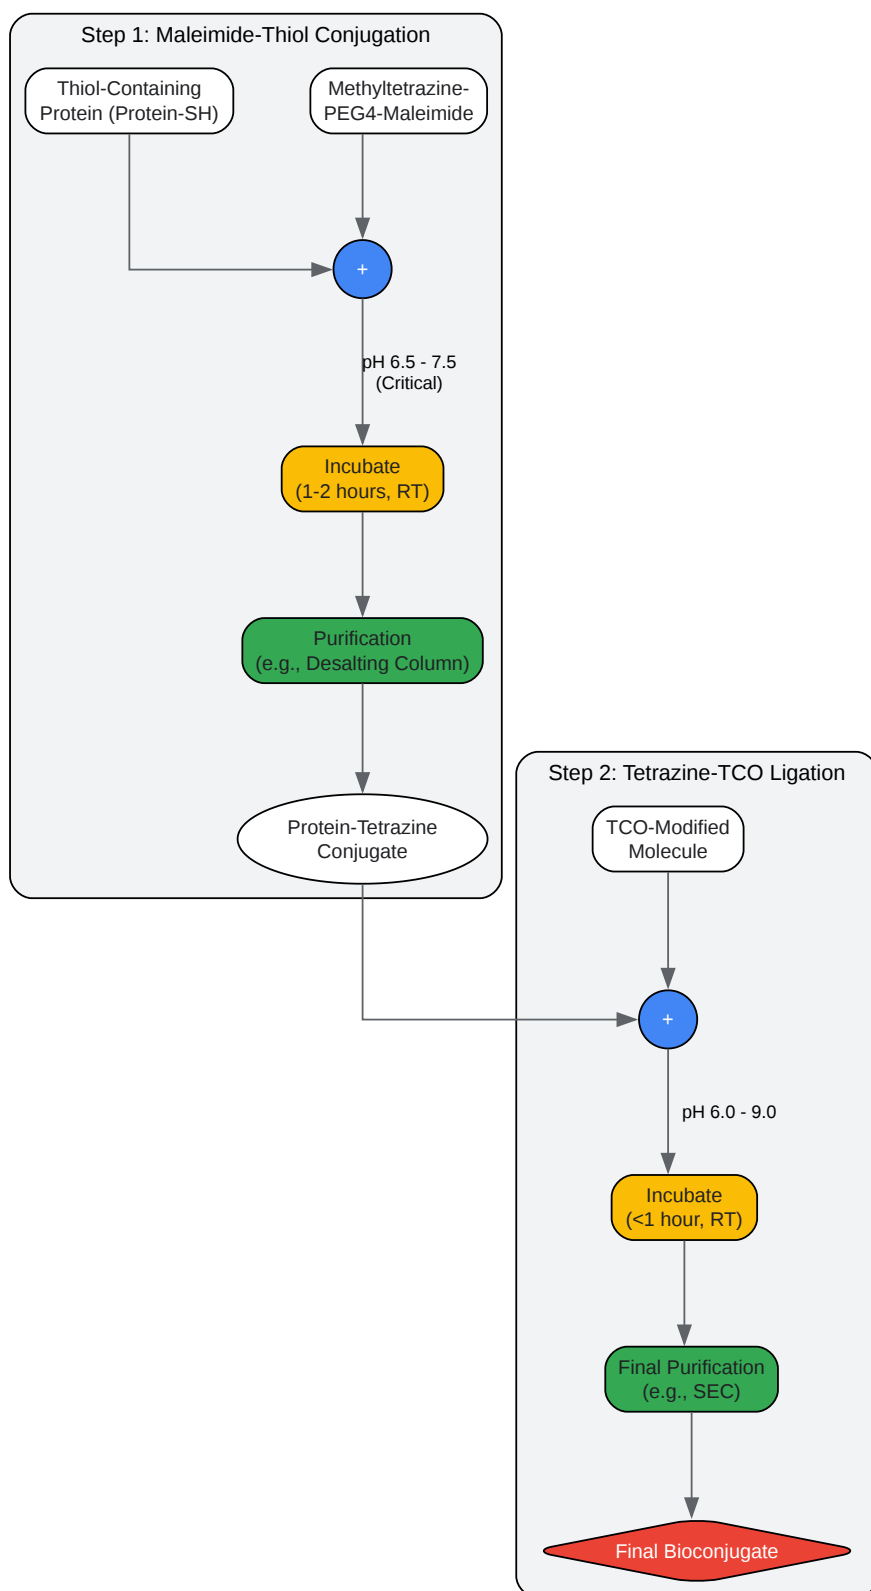 Step 1: Maleimide-Thiol Conjugation
Thiol-Containing
Protein (Protein-SH)
Methyltetrazine-
PEG4-Maleimide
+
pH 6.5 - 7.5
(Critical)
Incubate
(1-2 hours, RT)
Purification
(e.g., Desalting Column)
Protein-Tetrazine
Conjugate
Step 2: Tetrazine-TCO Ligation
TCO-Modified
Molecule
+
pH 6.0 - 9.0
Incubate
(<1 hour, RT)
Final Purification
(e.g., SEC)
Final Bioconjugate